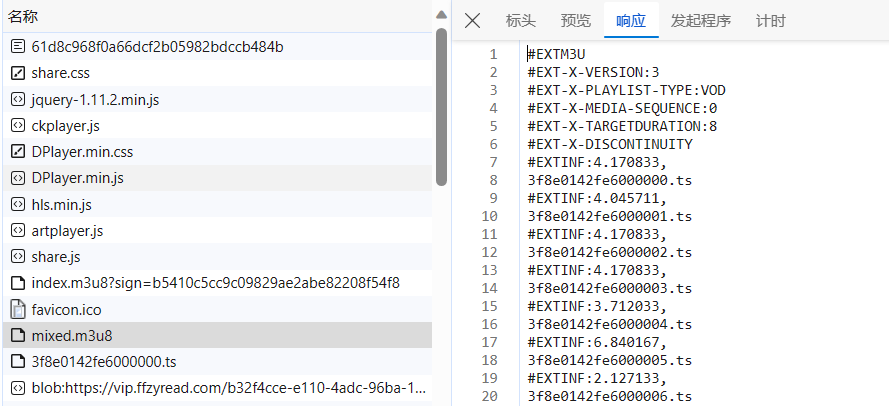 名称
61d8c968f0a66dcf2b05982bdccb484b
share.css
jquery-1.11.2.min.js
ckplayer.js
DPlayer.min.css
DPlayer.min.js
hls.min.js
artplayer.js
share.js
index.m3u8?sign=b5410c5cc9c09829ae2abe82208f54f8
favicon.ico
mixed.m3u8
3f8e0142fe6000000.ts
blob:https://vip.ffzyread.com/b32f4cce-e110-4adc-96ba-1...
标头 预览 响应 发起程序 计时
1 #EXTM3U
2 #EXT-X-VERSION:3
3 #EXT-X-PLAYLIST-TYPE:VOD
4 #EXT-X-MEDIA-SEQUENCE:0
5 #EXT-X-TARGETDURATION:8
6 #EXT-X-DISCONTINUITY
7 #EXTINF:4.170833,
8 3f8e0142fe6000000.ts
9 #EXTINF:4.045711,
10 3f8e0142fe6000001.ts
11 #EXTINF:4.170833,
12 3f8e0142fe6000002.ts
13 #EXTINF:4.170833,
14 3f8e0142fe6000003.ts
15 #EXTINF:3.712033,
16 3f8e0142fe6000004.ts
17 #EXTINF:6.840167,
18 3f8e0142fe6000005.ts
19 #EXTINF:2.127133,
20 3f8e0142fe6000006.ts